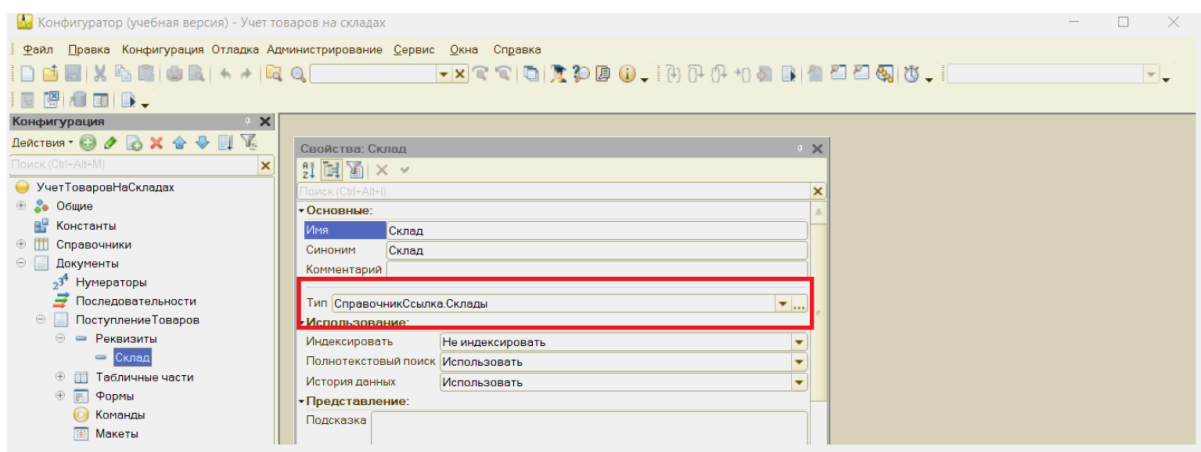 Конфигуратор (учебная версия) - Учет товаров на складах
Файл Правка Конфигурация Отладка Администрирование Сервис Окна Справка
Конфигурация
Действия
Поиск (Ctrl+Alt+M)
УчетТоваровНаСкладах
Общие
Константы
Справочники
Документы
Нумераторы
Последовательности
ПоступлениеТоваров
Реквизиты
Склад
Табличные части
Формы
Команды
Макеты
Свойства: Склад
Поиск (Ctrl+Alt+I)
Основные:
Имя Склад
Синоним Склад
Комментарий
Тип СправочникСсылка.Склады
Использование:
Индексировать Не индексировать
Полнотекстовый поиск Использовать
История данных Использовать
Представление:
Подсказка